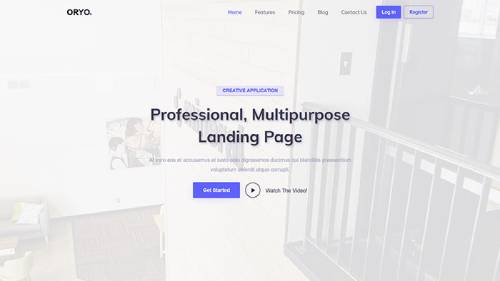 ORYO.
Home Features Pricing Blog Contact Us Log In Register
CREATIVE APPLICATION
Professional, Multipurpose
Landing Page
At vero eos et accusamus et iusto odio dignissimos ducimus qui blanditiis praesentium
voluptatum deleniti atque corrupti.
Get Started Watch The Video!